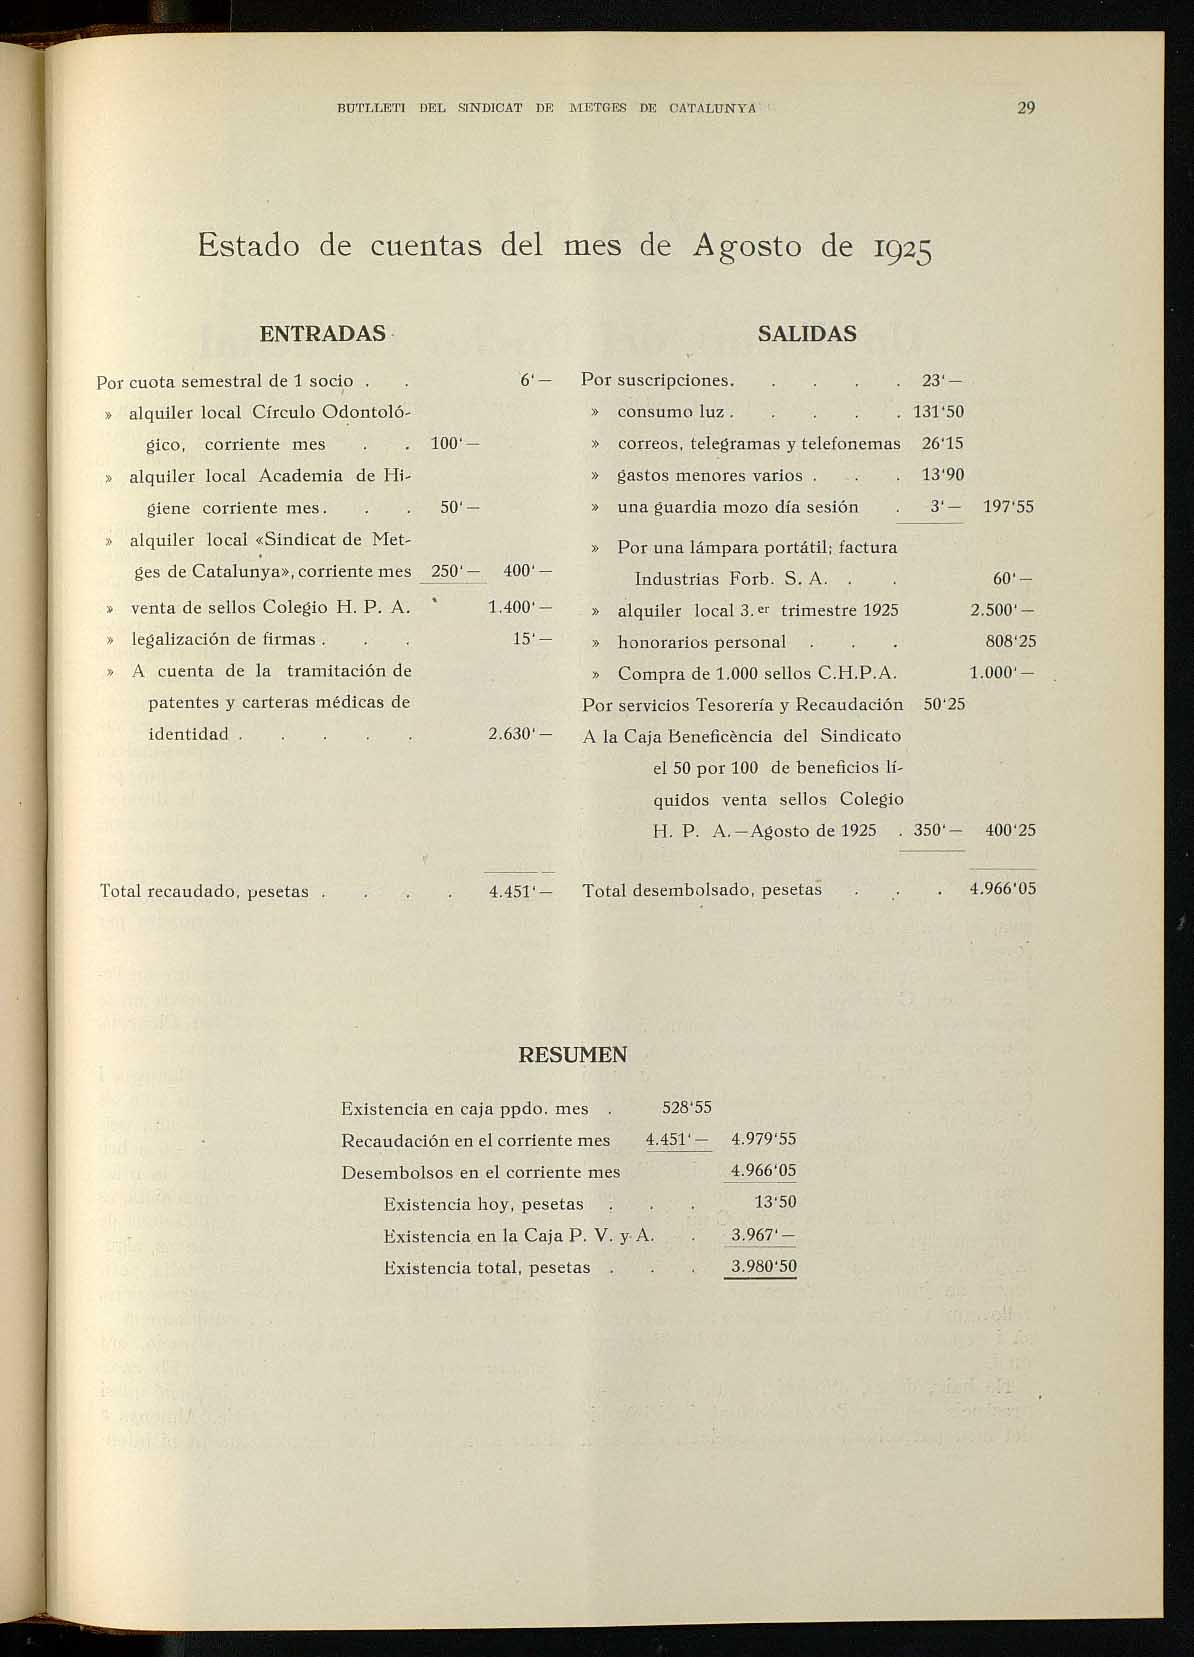 BUTLLETI DEL SINDICAT DE METGES DE CATALUNYA 29
Estado de cuentas del mes de Agosto de 1925
ENTRADAS
Por cuota semestral de 1 socio . . 6‘—
» alquiler local Círculo Odontoló-
gico, corriente mes . . 100‘—
» alquiler local Academia de Hi-
giene corriente mes . . . 50‘—
» alquiler local «Sindicat de Met-
ges de Catalunya», corriente mes 250‘— 400‘—
» venta de sellos Colegio H. P. A. 1.400‘—
» legalización de firmas . . . 15‘—
» A cuenta de la tramitación de
patentes y carteras médicas de
identidad . . . . . 2.630‘—
Total recaudado, pesetas . . . . 4.451‘—
SALIDAS
Por suscripciones. . . . . 23‘—
» consumo luz . . . . . 131‘50
» correos, telegramas y telefonemas 26‘15
» gastos menores varios . . . 13‘90
» una guardia mozo día sesión . 3‘— 197‘55
» Por una lámpara portátil; factura
Industrias Forb. S. A. . . 60‘—
» alquiler local 3.er trimestre 1925 2.500‘—
» honorarios personal . . . 808‘25
» Compra de 1.000 sellos C.H.P.A. 1.000‘—
Por servicios Tesorería y Recaudación 50‘25
A la Caja Beneficència del Sindicato
el 50 por 100 de beneficios lí-
quidos venta sellos Colegio
H. P. A.—Agosto de 1925 . 350‘— 400‘25
Total desembolsado, pesetas . . . 4.966‘05
RESUMEN
Existencia en caja ppdo. mes . 528‘55
Recaudación en el corriente mes 4.451‘— 4.979‘55
Desembolsos en el corriente mes 4.966‘05
Existencia hoy, pesetas . . . 13‘50
Existencia en la Caja P. V. y A. . 3.967‘—
Existencia total, pesetas . . . 3.980‘50